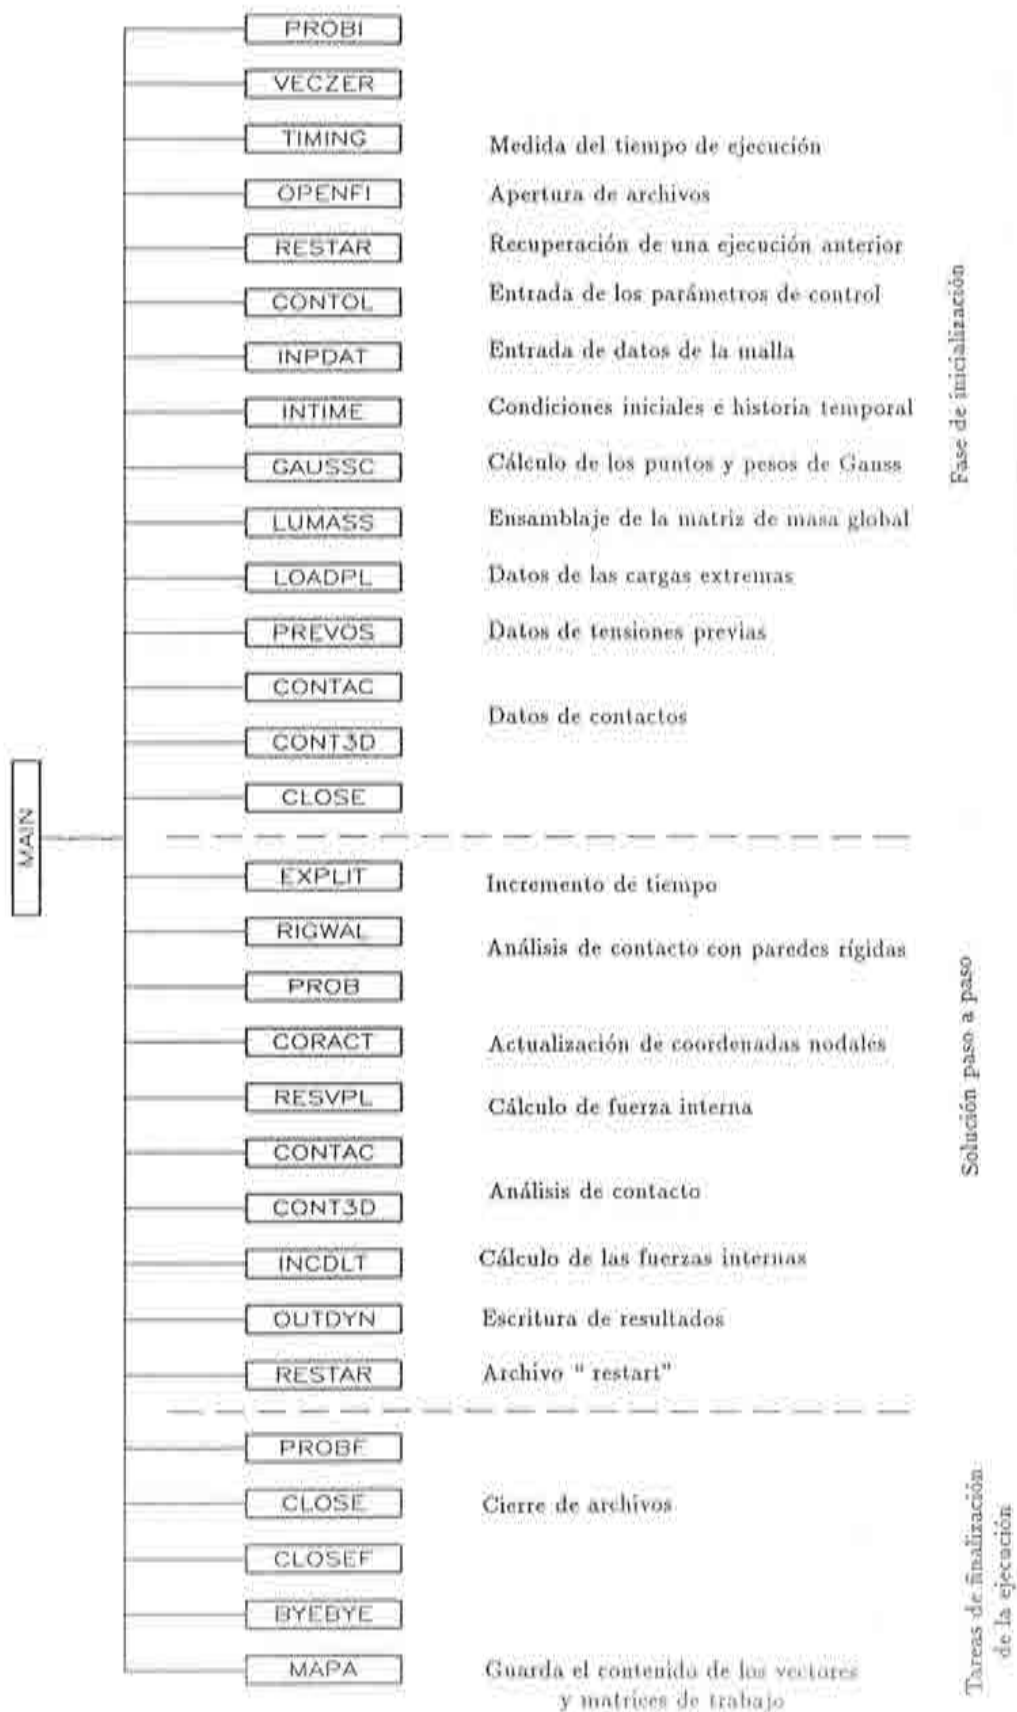 PROBI
VECZER
TIMING Medida del tiempo de ejecución
OPENFI Apertura de archivos
RESTAR Recuperación de una ejecución anterior
CONTOL Entrada de los parámetros de control
INPDAT Entrada de datos de la malla
INTIME Condiciones iniciales e historia temporal
GAUSSC Cálculo de los puntos y pesos de Gauss
LUMASS Ensamblaje de la matriz de masa global
LOADPL Datos de las cargas extremas
PREVOS Datos de tensiones previas
CONTAC
Datos de contactos
CONT3D
CLOSE
Fase de inicialización
MAIN
EXPLIT Incremento de tiempo
RIGWAL Análisis de contacto con paredes rígidas
PROB
CORACT Actualización de coordenadas nodales
RESVPL Cálculo de fuerza interna
CONTAC
Análisis de contacto
CONT3D
INCDLT Cálculo de las fuerzas internas
OUTDYN Escritura de resultados
RESTAR Archivo " restart"
Solución paso a paso
PROBF
CLOSE Cierre de archivos
CLOSEF
BYEBYE
MAPA Guarda el contenido de los vectores
y matrices de trabajo
Tareas de finalización
de la ejecución